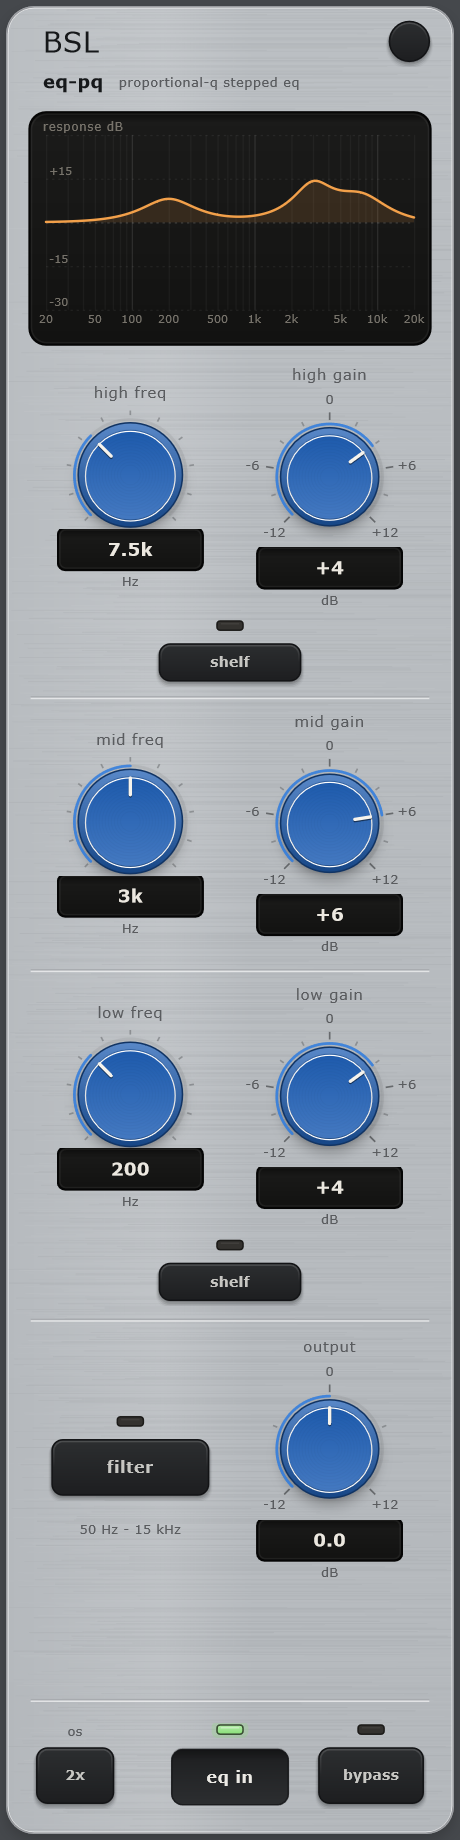 BSL
eq-pq proportional-q stepped eq
response dB
+15
-15
-30
20 50 100 200 500 1k 2k 5k 10k 20k
high freq
high gain
0
-6 +6
-12 +12
7.5k
+4
Hz
dB
shelf
mid freq
mid gain
0
-6 +6
-12 +12
3k
+6
Hz
dB
low freq
low gain
0
-6 +6
-12 +12
200
+4
Hz
dB
shelf
output
0
-12 +12
filter
50 Hz - 15 kHz
0.0
dB
os
2x
eq in
bypass